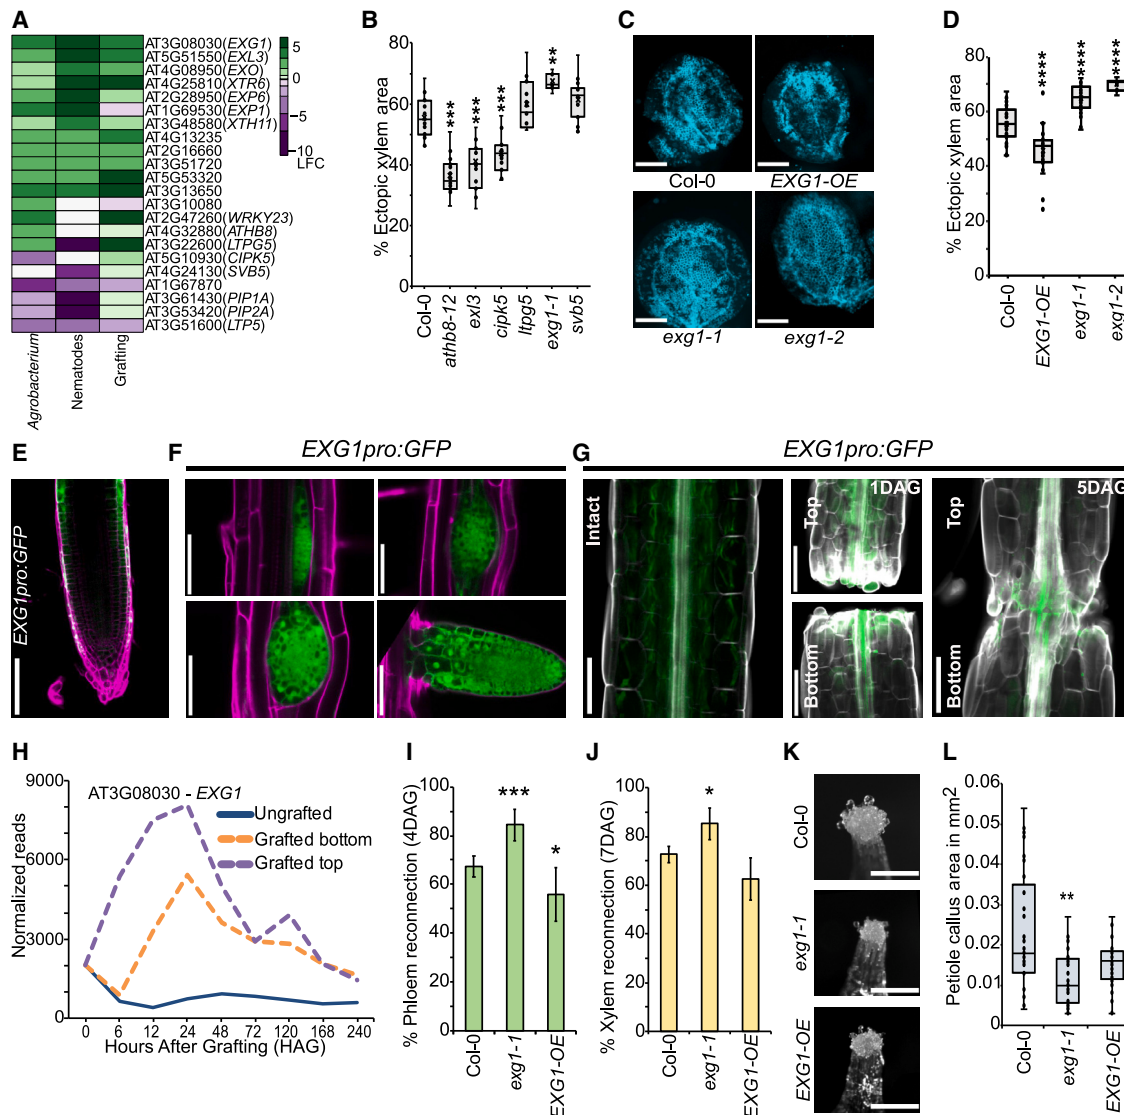 A
AT3G08030(EXG1)
AT5G51550(EXL3)
AT4G08950(EXO)
AT4G25810(XTR6)
AT2G28950(EXP6)
AT1G69530(EXP1)
AT3G48580(XTH11)
AT4G13235
AT2G16660
AT3G51720
AT5G53320
AT3G13650
AT3G10080
AT2G47260(WRKY23)
AT4G32880(ATHB8)
AT3G22600(LTPG5)
AT5G10930(CIPK5)
AT4G24130(SVB5)
AT1G67870
AT3G61430(PIP1A)
AT3G53420(PIP2A)
AT3G51600(LTP5)
5
0
-5
-10
LFC
Agrobacterium
Nematodes
Grafting
B
% Ectopic xylem area
80
60
40
20
0
***
***
***
**
Col-0
athb8-12
exl3
cipk5
ltpg5
exg1-1
svb5
C
Col-0
EXG1-OE
exg1-1
exg1-2
D
% Ectopic xylem area
80
60
40
20
0
****
****
****
Col-0
EXG1-OE
exg1-1
exg1-2
E
EXG1pro:GFP
F
EXG1pro:GFP
G
EXG1pro:GFP
Intact
1DAG
Top
Bottom
5DAG
Top
Bottom
H
AT3G08030 - EXG1
Ungrafted
Grafted bottom
Grafted top
Normalized reads
9000
6000
3000
0
0 6 12 24 48 72 120 168 240
Hours After Grafting (HAG)
I
% Phloem reconnection (4DAG)
100
80
60
40
20
0
***
*
Col-0
exg1-1
EXG1-OE
J
% Xylem reconnection (7DAG)
100
80
60
40
20
0
*
Col-0
exg1-1
EXG1-OE
K
Col-0
exg1-1
EXG1-OE
L
Petiole callus area in mm2
0.06
0.05
0.04
0.03
0.02
0.01
0
**
Col-0
exg1-1
EXG1-OE